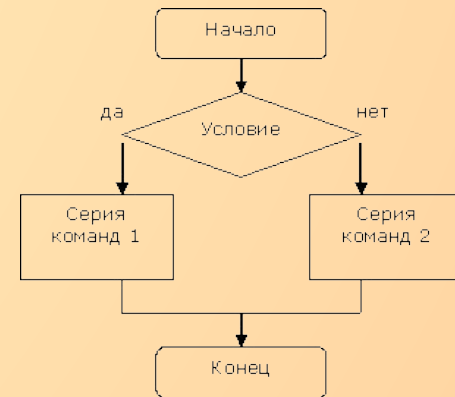 Начало
да
нет
Условие
Серия
команд 1
Серия
команд 2
Конец